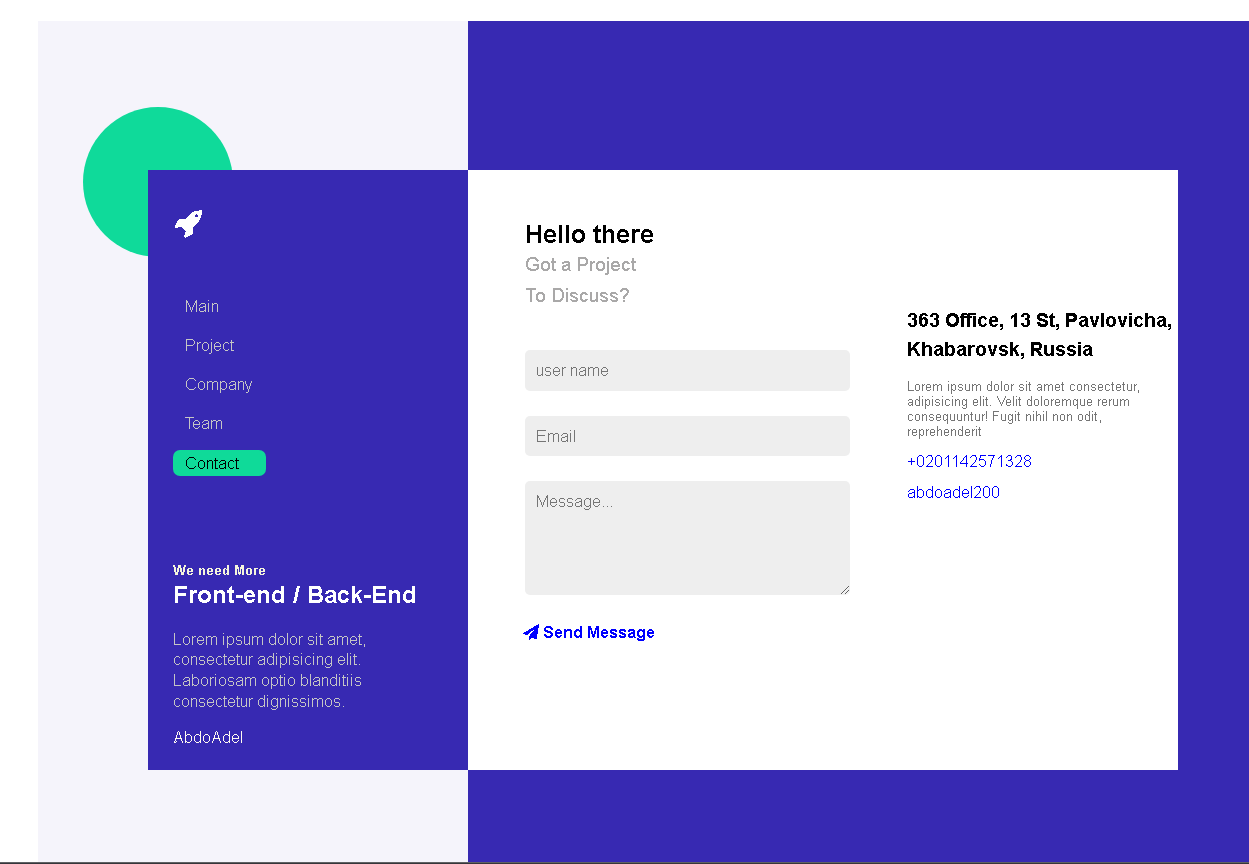 Main
Project
Company
Team
Contact
We need More
Front-end / Back-End
Lorem ipsum dolor sit amet,
consectetur adipisicing elit.
Laboriosam optio blanditiis
consectetur dignissimos.
AbdoAdel
Hello there
Got a Project
To Discuss?
user name
Email
Message...
Send Message
363 Office, 13 St, Pavlovicha,
Khabarovsk, Russia
Lorem ipsum dolor sit amet consectetur,
adipisicing elit. Velit doloremque rerum
consequuntur! Fugit nihil non odit,
reprehenderit
+0201142571328
abdoadel200